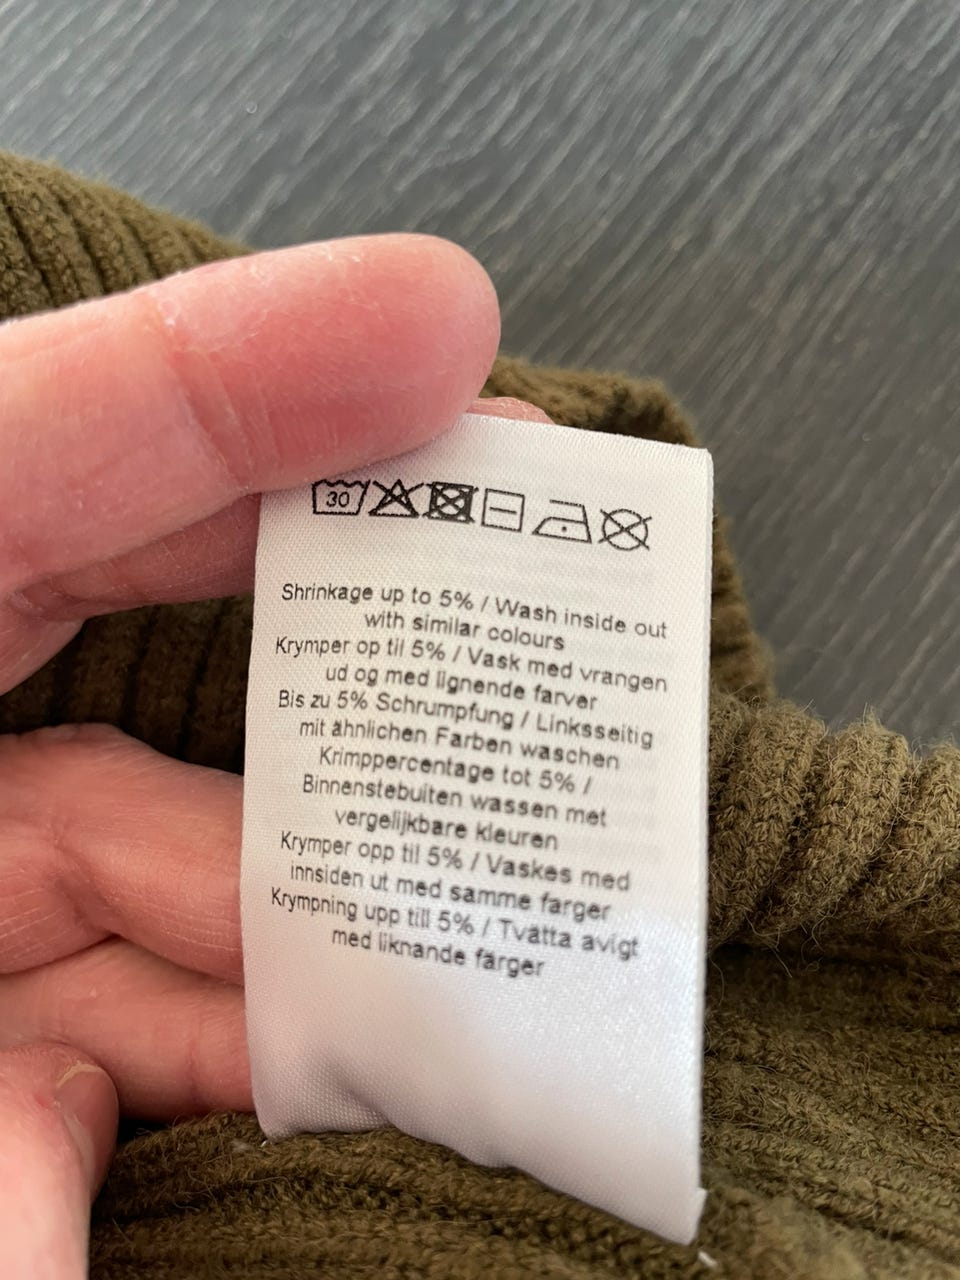 30
Shrinkage up to 5% / Wash inside out
with similar colours
Krymper op til 5% / Vask med vrangen
ud og med lignende farver
Bis zu 5% Schrumpfung / Linksseitig
mit ähnlichen Farben waschen
Krimppercentage tot 5% /
Binnenstebuiten wassen met
vergelijkbare kleuren
Krymper opp til 5% / Vaskes med
innsiden ut med samme farger
Krympning upp till 5% / Tvätta avigt
med liknande färger